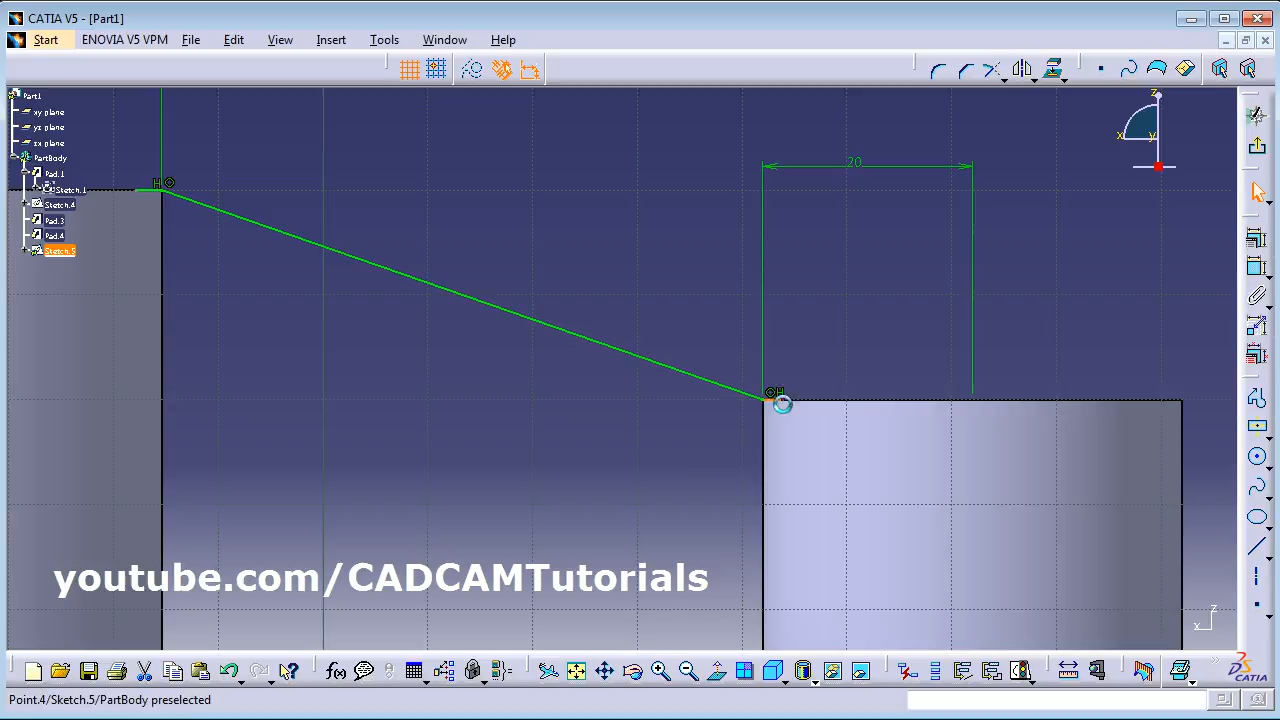 CATIA V5 - [Part1]
Start ENOVIA V5 VPM File Edit View Insert Tools Window Help
Part1
xy plane
yz plane
zx plane
PartBody
Pad.1
Sketch.1
Sketch.4
Pad.3
Pad.4
Sketch.5
H
20
H
z
x
y
z
x
youtube.com/CADCAMTutorials
f(x)
CATIA
Point.4/Sketch.5/PartBody preselected